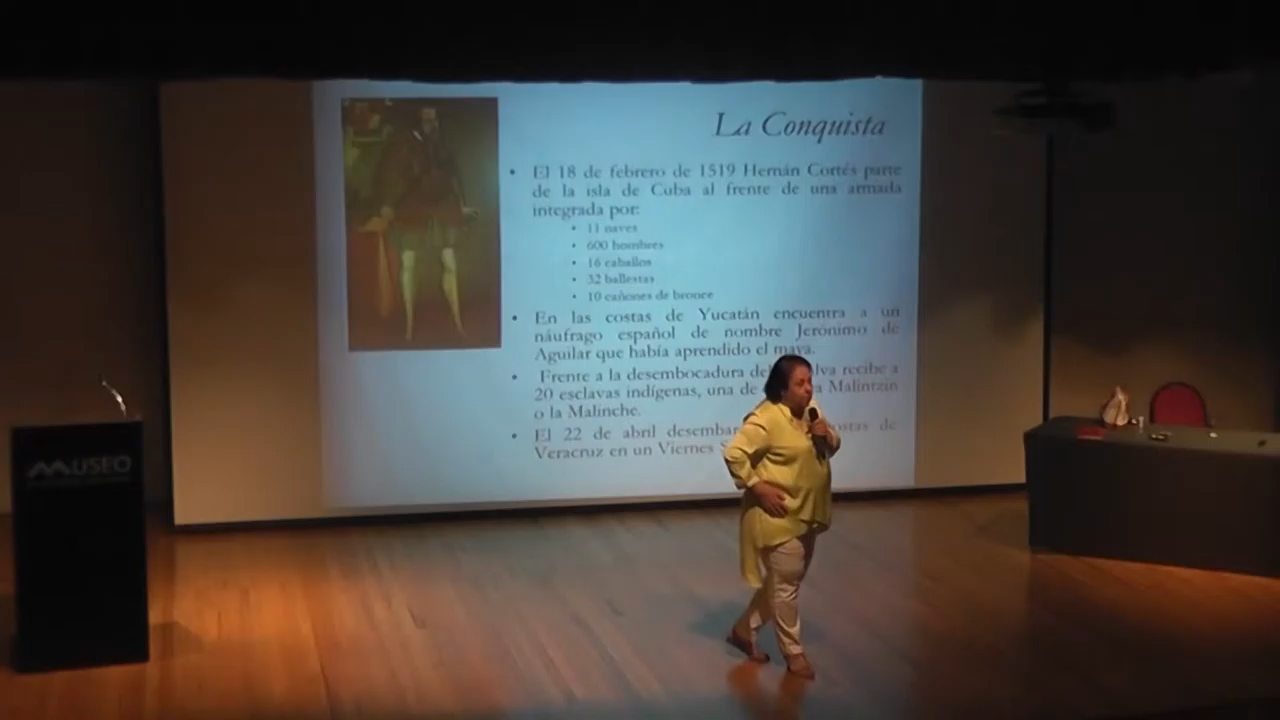 La Conquista
• El 18 de febrero de 1519 Hernán Cortés parte
de la isla de Cuba al frente de una armada
integrada por:
• 11 naves
• 600 hombres
• 16 caballos
• 32 ballestas
• 10 cañones de bronce
• En las costas de Yucatán encuentra a un
náufrago español de nombre Jerónimo de
Aguilar que había aprendido el maya.
• Frente a la desembocadura del recibe a
20 esclavas indígenas, una de Malintzin
o la Malinche.
• El 22 de abril de
Veracruz en un Viernes
MUSEO